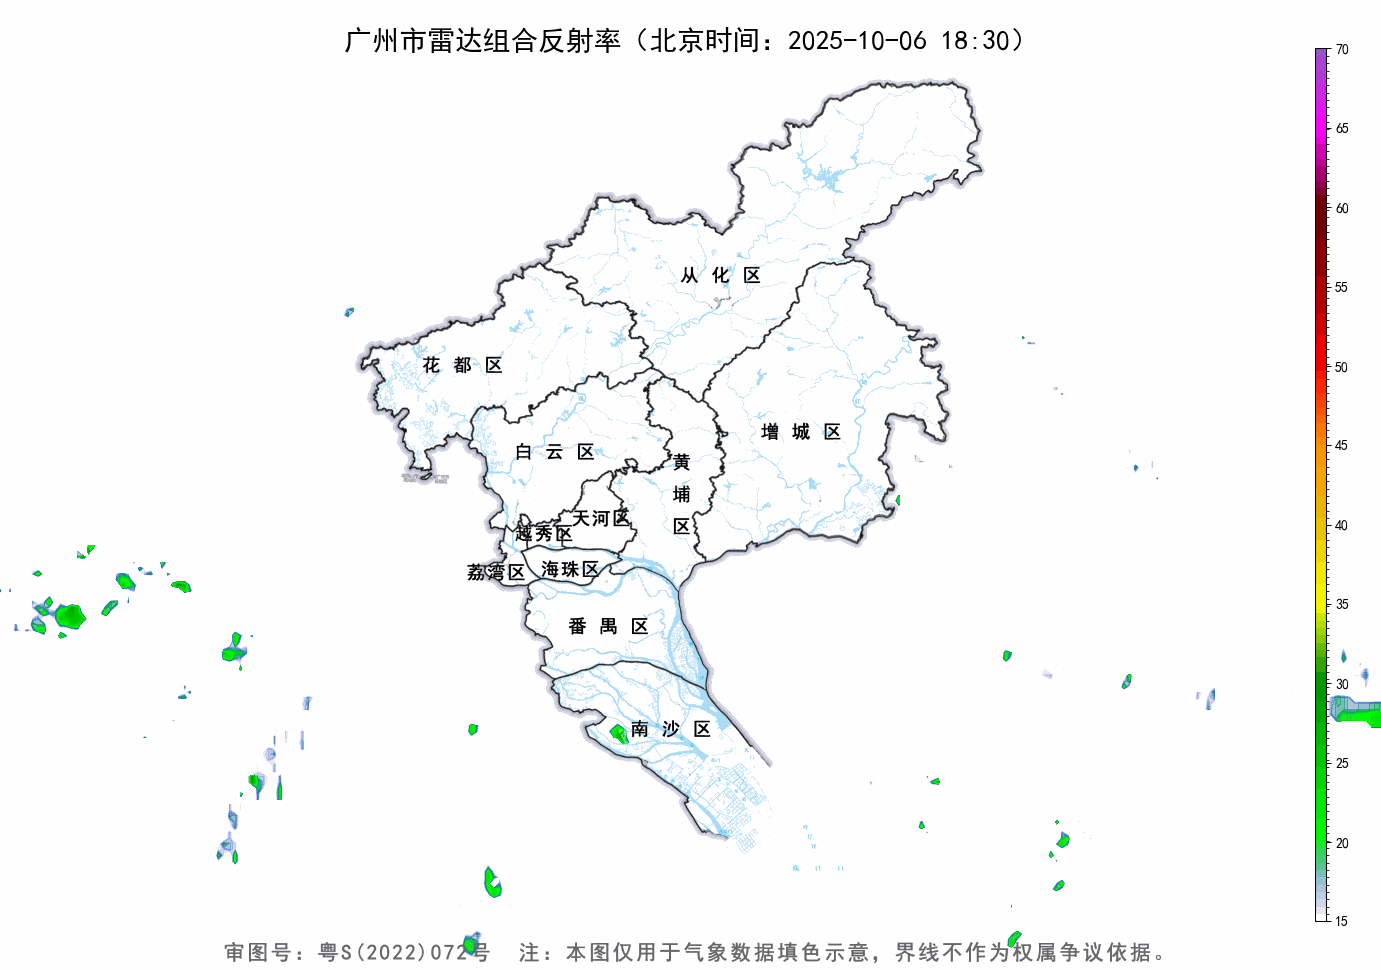 广州市雷达组合反射率（北京时间：2025-10-06 18:30）
70
65
60
55
50
45
40
35
30
25
20
15
从化区
花都区
增城区
白云区
黄埔区
天河区
越秀区
荔湾区
海珠区
番禺区
南沙区
审图号：粤S(2022)072号 注：本图仅用于气象数据填色示意，界线不作为权属争议依据。